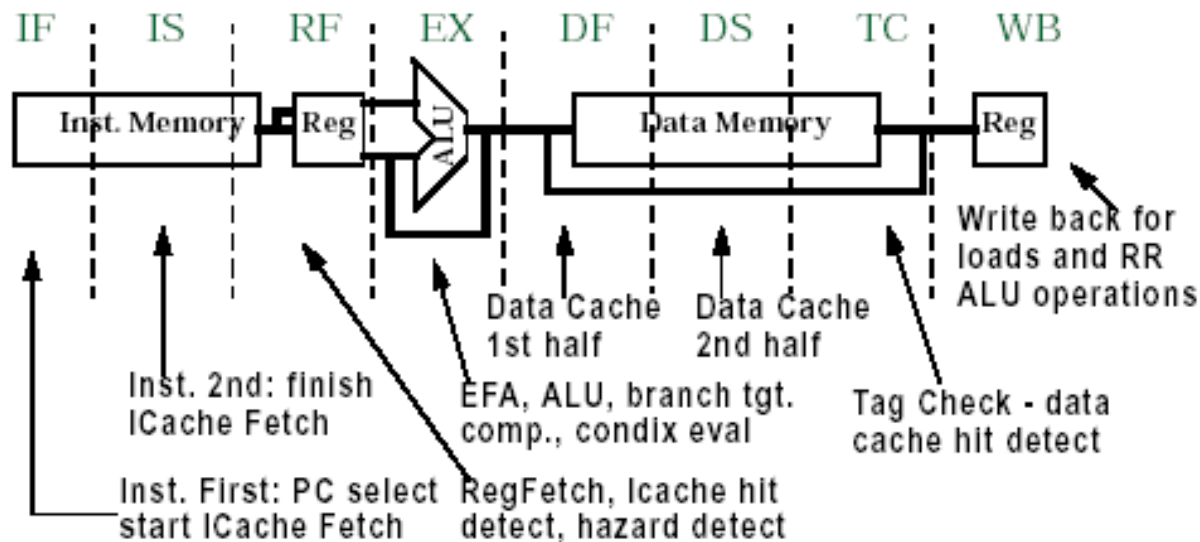 IF IS RF EX DF DS TC WB
Inst. Memory Reg ALU Data Memory Reg
Write back for
loads and RR
ALU operations
Data Cache
1st half
Data Cache
2nd half
Inst. 2nd: finish
ICache Fetch
EFA, ALU, branch tgt.
comp., condix eval
Tag Check - data
cache hit detect
Inst. First: PC select
start ICache Fetch
RegFetch, Icache hit
detect, hazard detect